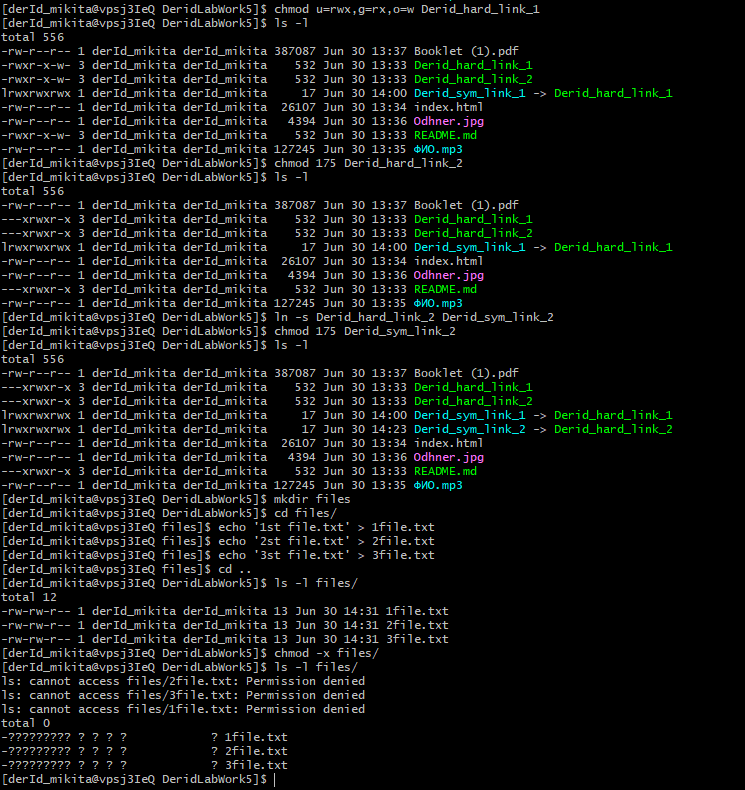 [derId_mikita@vpsj3IeQ DeridLabWork5]$ chmod u=rwx,g=rx,o=w Derid_hard_link_1
[derId_mikita@vpsj3IeQ DeridLabWork5]$ ls -l
total 556
-rw-r--r-- 1 derId_mikita derId_mikita 387087 Jun 30 13:37 Booklet (1).pdf
-rwxr-x-w- 3 derId_mikita derId_mikita    532 Jun 30 13:33 Derid_hard_link_1
-rwxr-x-w- 3 derId_mikita derId_mikita    532 Jun 30 13:33 Derid_hard_link_2
lrwxrwxrwx 1 derId_mikita derId_mikita     17 Jun 30 14:00 Derid_sym_link_1 -> Derid_hard_link_1
-rw-r--r-- 1 derId_mikita derId_mikita  26107 Jun 30 13:34 index.html
-rw-r--r-- 1 derId_mikita derId_mikita   4394 Jun 30 13:36 Odhner.jpg
-rwxr-x-w- 3 derId_mikita derId_mikita    532 Jun 30 13:33 README.md
-rw-r--r-- 1 derId_mikita derId_mikita 127245 Jun 30 13:35 ФИО.mp3
[derId_mikita@vpsj3IeQ DeridLabWork5]$ chmod 175 Derid_hard_link_2
[derId_mikita@vpsj3IeQ DeridLabWork5]$ ls -l
total 556
-rw-r--r-- 1 derId_mikita derId_mikita 387087 Jun 30 13:37 Booklet (1).pdf
---xrwxr-x 3 derId_mikita derId_mikita    532 Jun 30 13:33 Derid_hard_link_1
---xrwxr-x 3 derId_mikita derId_mikita    532 Jun 30 13:33 Derid_hard_link_2
lrwxrwxrwx 1 derId_mikita derId_mikita     17 Jun 30 14:00 Derid_sym_link_1 -> Derid_hard_link_1
-rw-r--r-- 1 derId_mikita derId_mikita  26107 Jun 30 13:34 index.html
-rw-r--r-- 1 derId_mikita derId_mikita   4394 Jun 30 13:36 Odhner.jpg
---xrwxr-x 3 derId_mikita derId_mikita    532 Jun 30 13:33 README.md
-rw-r--r-- 1 derId_mikita derId_mikita 127245 Jun 30 13:35 ФИО.mp3
[derId_mikita@vpsj3IeQ DeridLabWork5]$ ln -s Derid_hard_link_2 Derid_sym_link_2
[derId_mikita@vpsj3IeQ DeridLabWork5]$ chmod 175 Derid_sym_link_2
[derId_mikita@vpsj3IeQ DeridLabWork5]$ ls -l
total 556
-rw-r--r-- 1 derId_mikita derId_mikita 387087 Jun 30 13:37 Booklet (1).pdf
---xrwxr-x 3 derId_mikita derId_mikita    532 Jun 30 13:33 Derid_hard_link_1
---xrwxr-x 3 derId_mikita derId_mikita    532 Jun 30 13:33 Derid_hard_link_2
lrwxrwxrwx 1 derId_mikita derId_mikita     17 Jun 30 14:00 Derid_sym_link_1 -> Derid_hard_link_1
lrwxrwxrwx 1 derId_mikita derId_mikita     17 Jun 30 14:23 Derid_sym_link_2 -> Derid_hard_link_2
-rw-r--r-- 1 derId_mikita derId_mikita  26107 Jun 30 13:34 index.html
-rw-r--r-- 1 derId_mikita derId_mikita   4394 Jun 30 13:36 Odhner.jpg
---xrwxr-x 3 derId_mikita derId_mikita    532 Jun 30 13:33 README.md
-rw-r--r-- 1 derId_mikita derId_mikita 127245 Jun 30 13:35 ФИО.mp3
[derId_mikita@vpsj3IeQ DeridLabWork5]$ mkdir files
[derId_mikita@vpsj3IeQ DeridLabWork5]$ cd files/
[derId_mikita@vpsj3IeQ files]$ echo '1st file.txt' > 1file.txt
[derId_mikita@vpsj3IeQ files]$ echo '2st file.txt' > 2file.txt
[derId_mikita@vpsj3IeQ files]$ echo '3st file.txt' > 3file.txt
[derId_mikita@vpsj3IeQ files]$ cd ..
[derId_mikita@vpsj3IeQ DeridLabWork5]$ ls -l files/
total 12
-rw-rw-r-- 1 derId_mikita derId_mikita 13 Jun 30 14:31 1file.txt
-rw-rw-r-- 1 derId_mikita derId_mikita 13 Jun 30 14:31 2file.txt
-rw-rw-r-- 1 derId_mikita derId_mikita 13 Jun 30 14:31 3file.txt
[derId_mikita@vpsj3IeQ DeridLabWork5]$ chmod -x files/
[derId_mikita@vpsj3IeQ DeridLabWork5]$ ls -l files/
ls: cannot access files/2file.txt: Permission denied
ls: cannot access files/3file.txt: Permission denied
ls: cannot access files/1file.txt: Permission denied
total 0
-????????? ? ? ? ?            ? 1file.txt
-????????? ? ? ? ?            ? 2file.txt
-????????? ? ? ? ?            ? 3file.txt
[derId_mikita@vpsj3IeQ DeridLabWork5]$